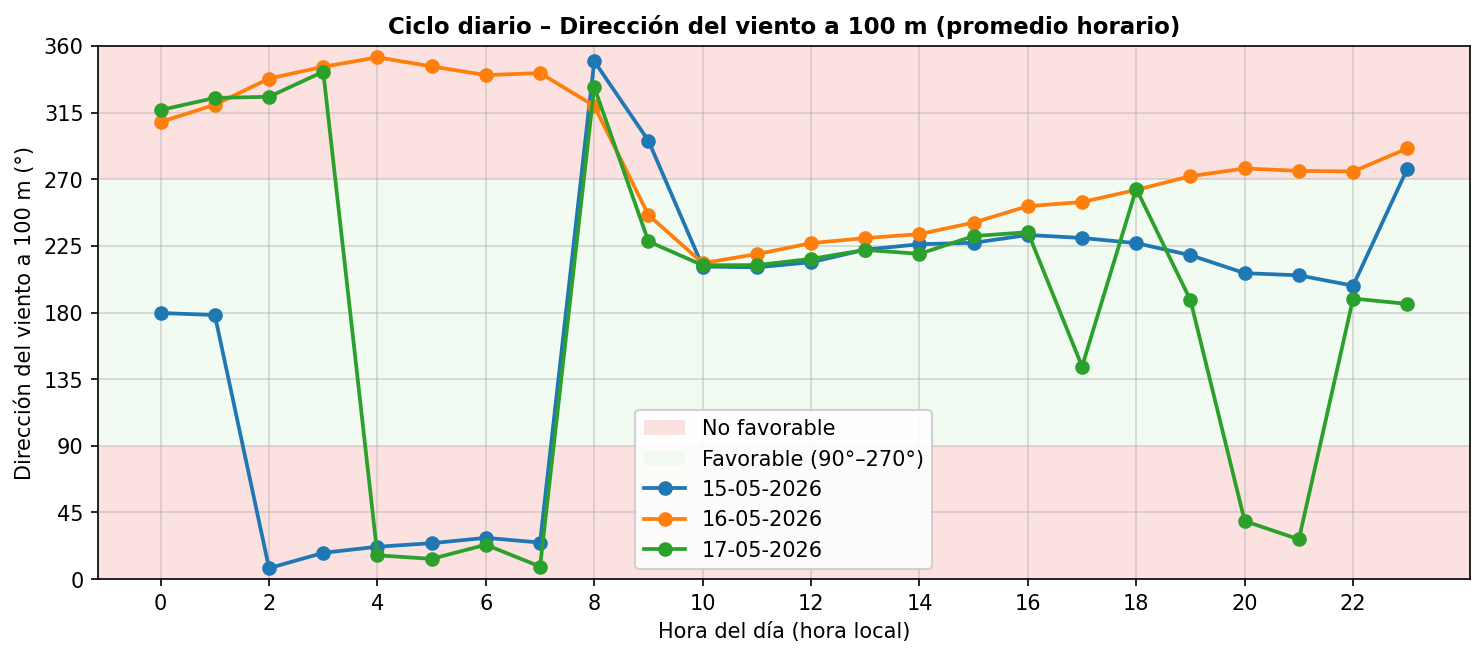 Ciclo diario – Dirección del viento a 100 m (promedio horario)
Dirección del viento a 100 m (°)
360
315
270
225
180
135
90
45
0
No favorable
Favorable (90°–270°)
15-05-2026
16-05-2026
17-05-2026
0 2 4 6 8 10 12 14 16 18 20 22
Hora del día (hora local)